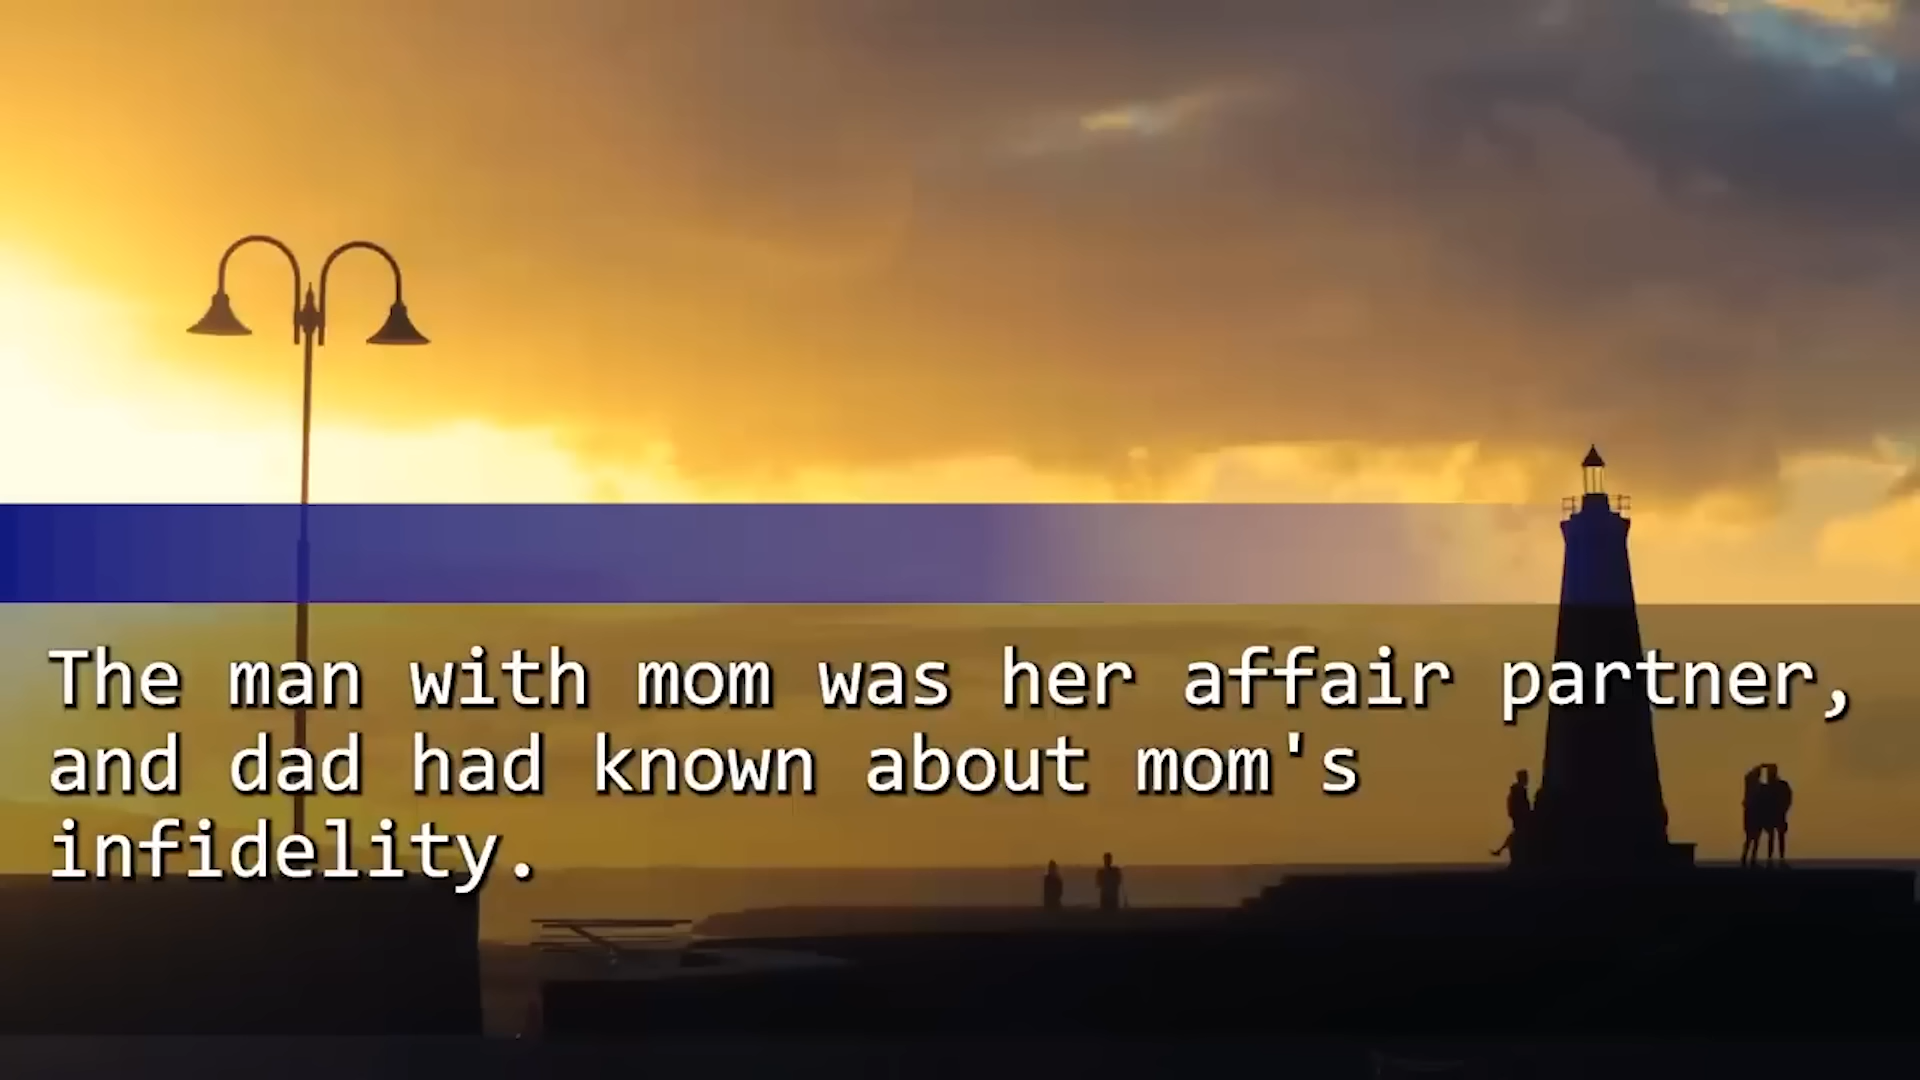 The man with mom was her affair partner,
and dad had known about mom's
infidelity.